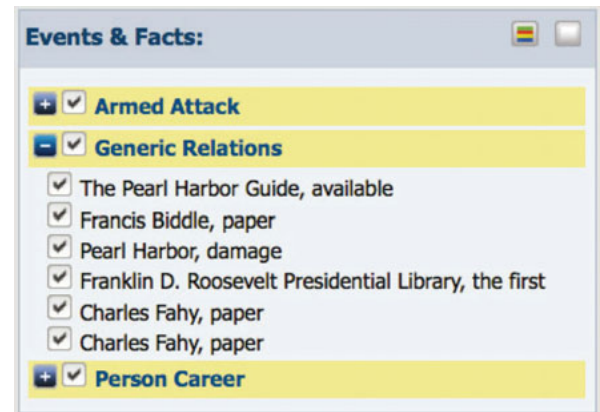 Events & Facts:
Armed Attack
Generic Relations
The Pearl Harbor Guide, available
Francis Biddle, paper
Pearl Harbor, damage
Franklin D. Roosevelt Presidential Library, the first
Charles Fahy, paper
Charles Fahy, paper
Person Career